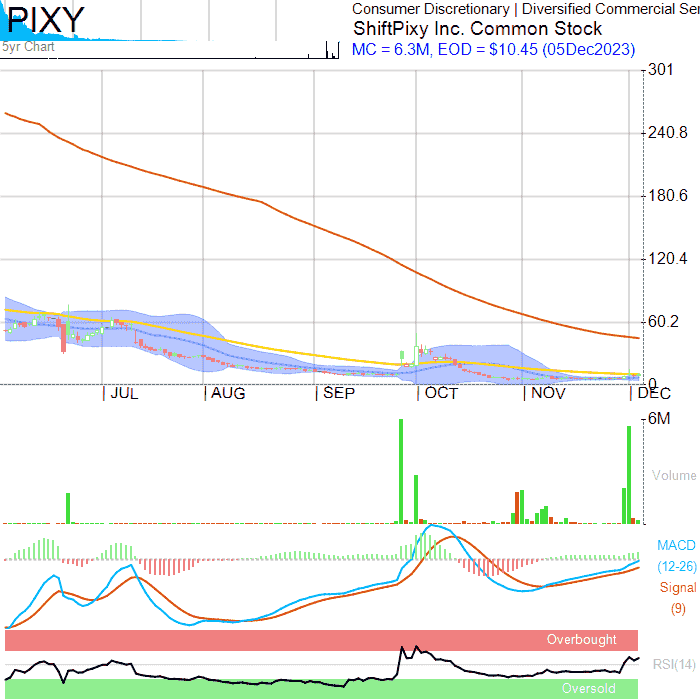 PIXY
Consumer Discretionary | Diversified Commercial Ser
ShiftPixy Inc. Common Stock
5yr Chart
MC = 6.3M, EOD = $10.45 (05Dec2023)
301
240.8
180.6
120.4
60.2
0
JUL
AUG
SEP
OCT
NOV
DEC
6M
Volume
MACD
(12-26)
Signal
(9)
Overbought
RSI(14)
Oversold